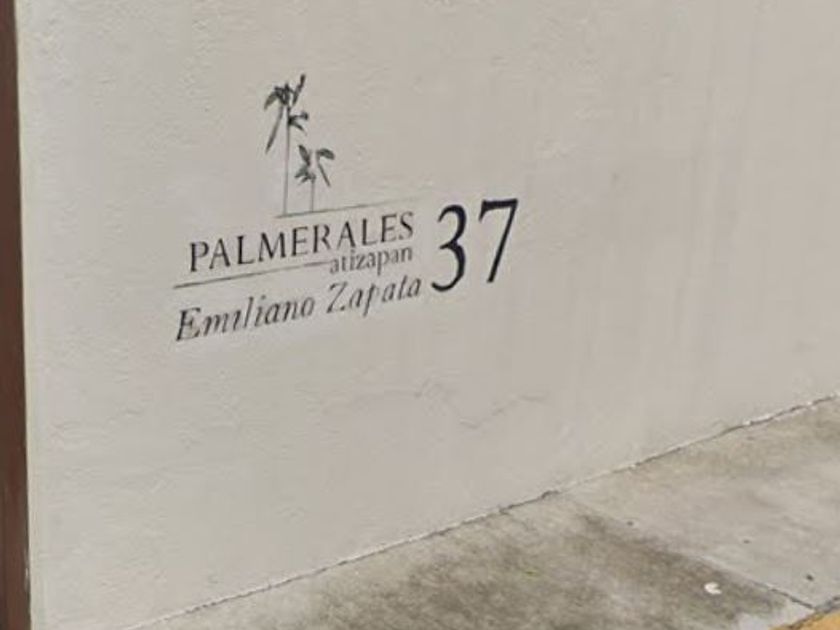 PALMERALES
atizapan
Emiliano Zapata
37